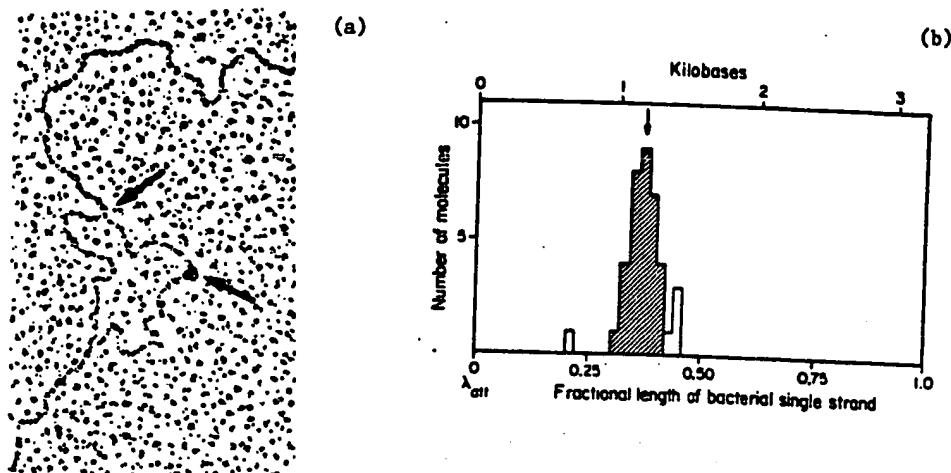 (a)
(b)
Kilobases
0 1 2 3
10
5
Number of molecules
0 0.25 0.50 0.75 1.0
λatt
Fractional length of bacterial single strand